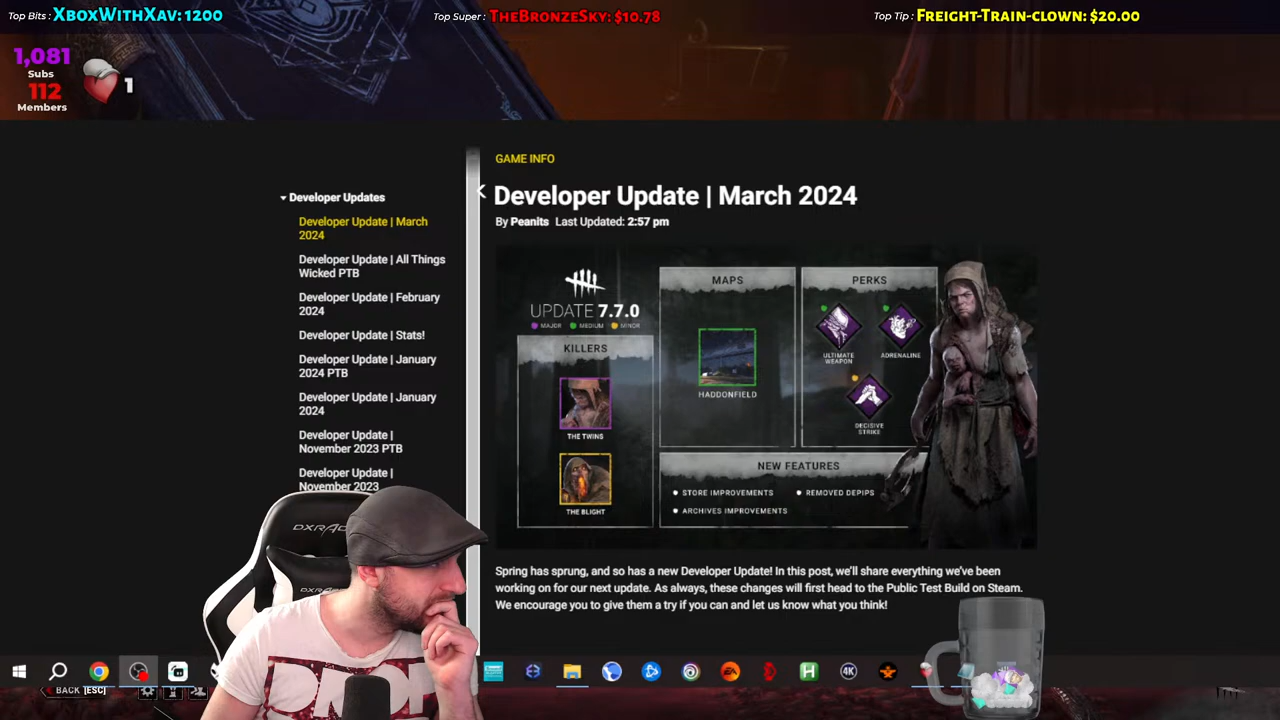 Top Bits: XboxWithXav: 1200
Top Super: TheBronzeSky: $10.78
Top Tip: Freight-Train-clown: $20.00
1,081
Subs
112
Members
1
GAME INFO
Developer Updates
Developer Update | March
2024
Developer Update | All Things
Wicked PTB
Developer Update | February
2024
Developer Update | Stats!
Developer Update | January
2024 PTB
Developer Update | January
2024
Developer Update |
November 2023 PTB
Developer Update |
November 2023
Developer Update | March 2024
By Peanits Last Updated: 2:57 pm
UPDATE 7.7.0
MAJOR MEDIUM MINOR
KILLERS
THE TWINS
THE BLIGHT
MAPS
HADDONFIELD
PERKS
ULTIMATE
WEAPON
ADRENALINE
DECISIVE
STRIKE
NEW FEATURES
STORE IMPROVEMENTS
REMOVED DEPIPS
ARCHIVES IMPROVEMENTS
Spring has sprung, and so has a new Developer Update! In this post, we'll share everything we've been
working on for our next update. As always, these changes will first head to the Public Test Build on Steam.
We encourage you to give them a try if you can and let us know what you think!
4K
EA
H
BACK [ESC]